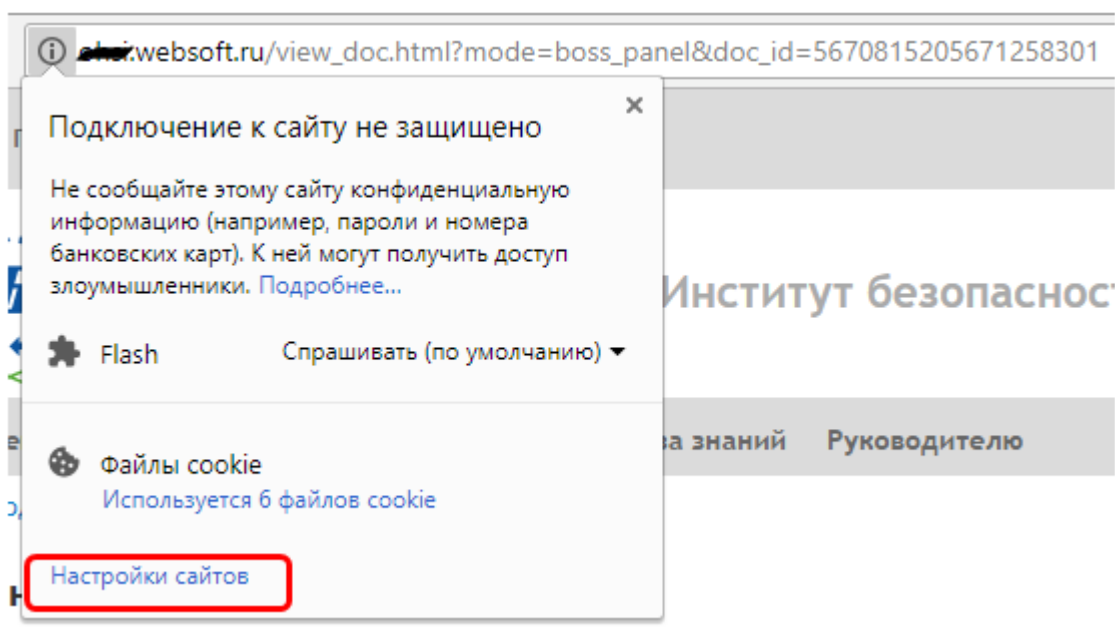 .websoft.ru/view_doc.html?mode=boss_panel&doc_id=5670815205671258301
Подключение к сайту не защищено
Не сообщайте этому сайту конфиденциальную
информацию (например, пароли и номера
банковских карт). К ней могут получить доступ
злоумышленники. Подробнее...
Институт безопаснос
Flash Спрашивать (по умолчанию)
знаний Руководителю
Файлы cookie
Используется 6 файлов cookie
Настройки сайтов